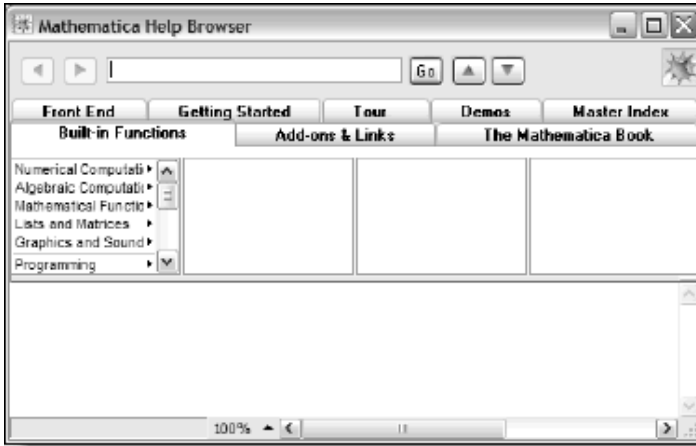 Mathematica Help Browser
Go
Front End Getting Started Tour Demos Master Index
Built-in Functions Add-ons & Links The Mathematica Book
Numerical Computati
Algebraic Computati
Mathematical Functio
Lists and Matrices
Graphics and Sound
Programming
100%